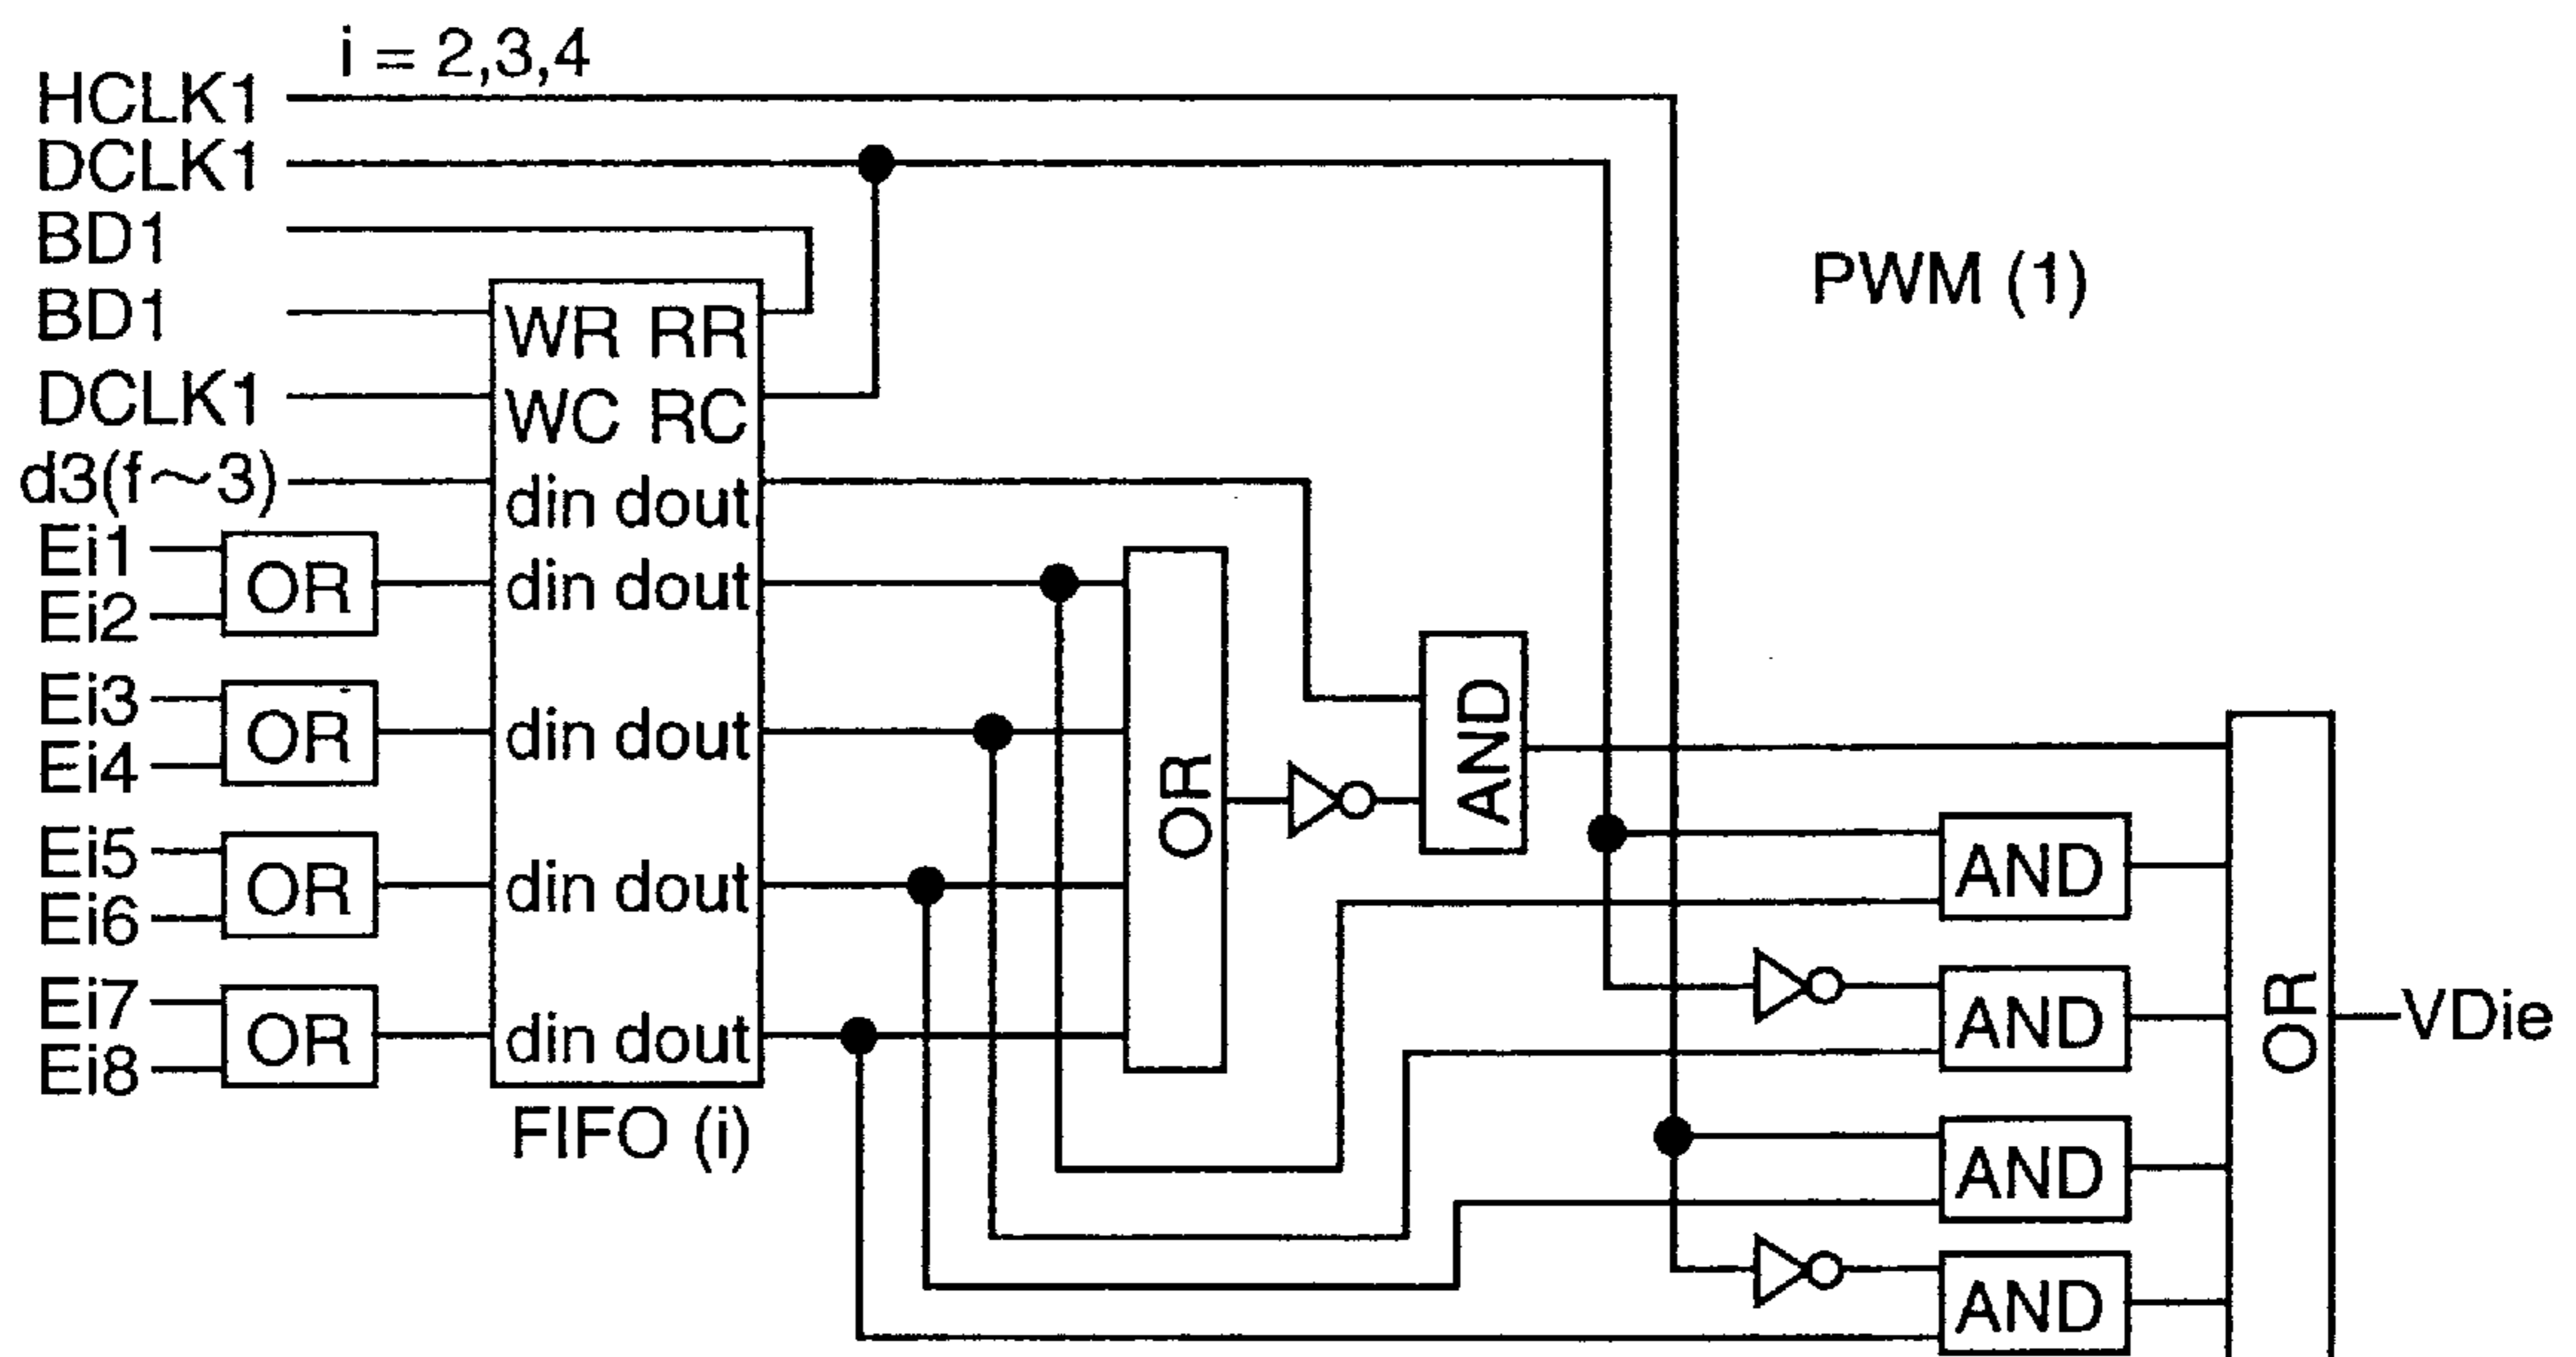 i = 2,3,4
HCLK1
DCLK1
BD1
PWM (1)
BD1
WR RR
DCLK1
WC RC
d3(f~3)
din dout
Ei1
OR
din dout
Ei2
Ei3
OR
din dout
Ei4
OR
AND
Ei5
OR
din dout
AND
Ei6
Ei7
OR
din dout
AND
OR
VDie
Ei8
FIFO (i)
AND
AND